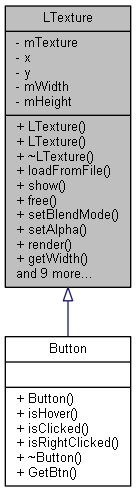 LTexture
- mTexture
- x
- y
- mWidth
- mHeight
+ LTexture()
+ LTexture()
+ ~LTexture()
+ loadFromFile()
+ show()
+ free()
+ setBlendMode()
+ setAlpha()
+ render()
+ getWidth()
and 9 more...
Button
+ Button()
+ isHover()
+ isClicked()
+ isRightClicked()
+ ~Button()
+ GetBtn()